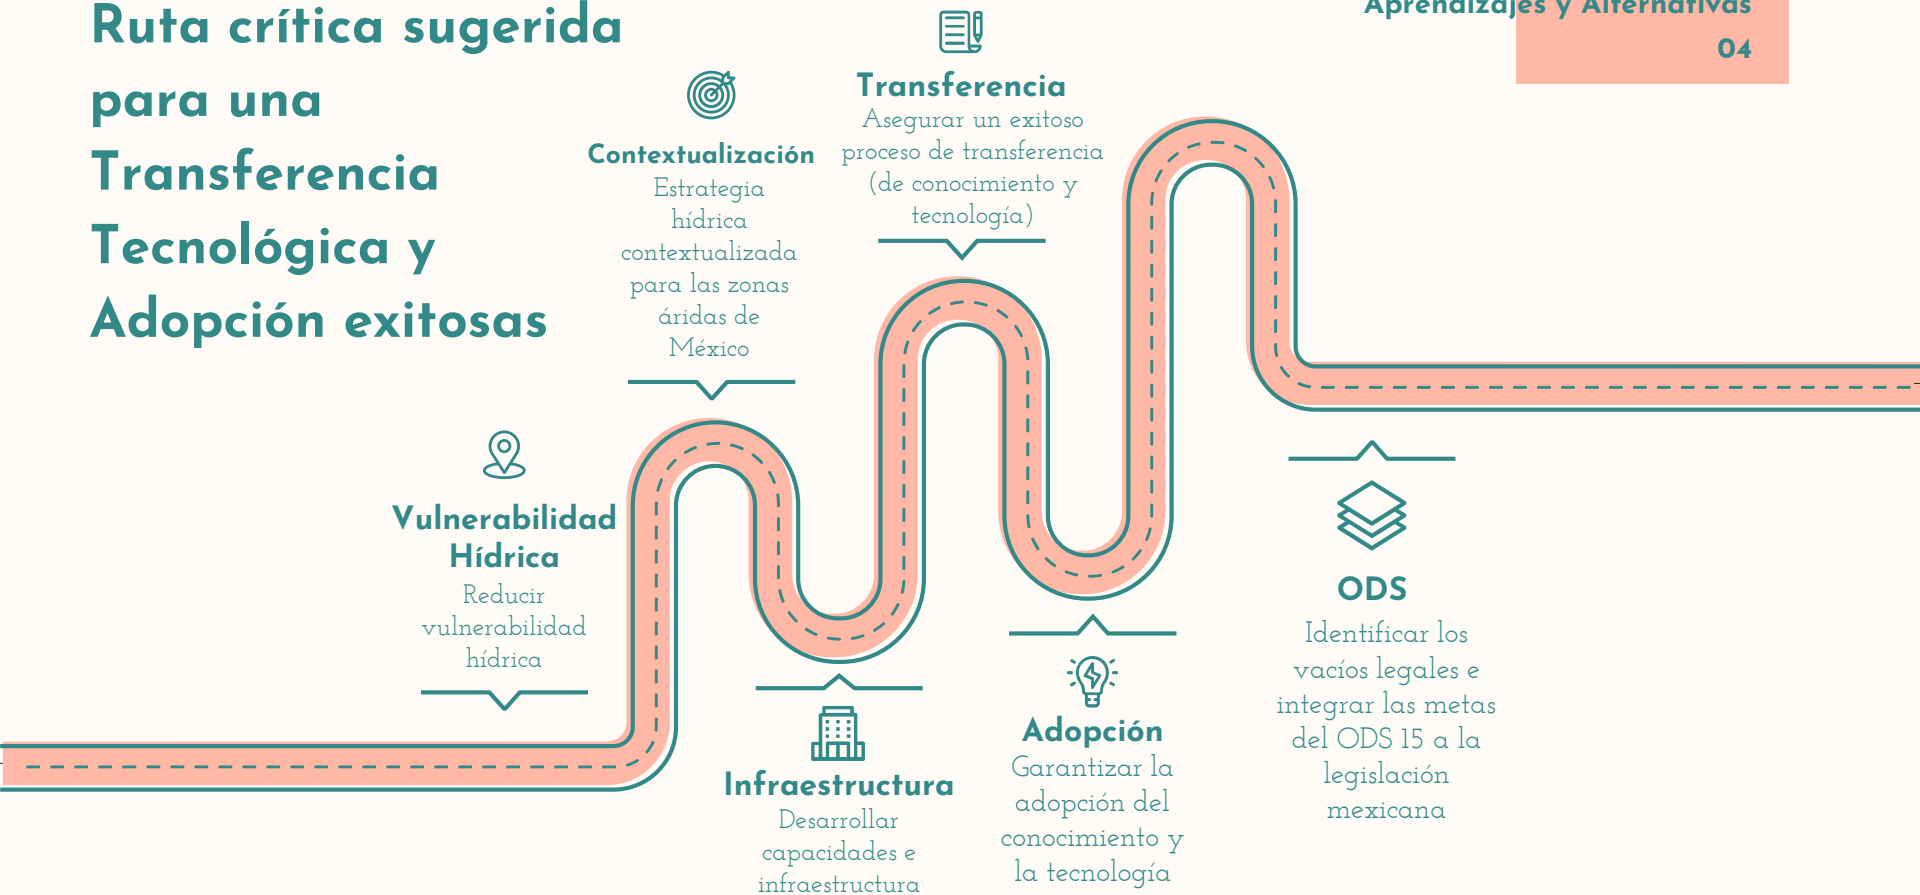 Ruta crítica sugerida
para una
Transferencia
Tecnológica y
Adopción exitosas
Aprendizajes y Alternativas
04
Vulnerabilidad
Hídrica
Reducir
vulnerabilidad
hídrica
Contextualización
Estrategia
hídrica
contextualizada
para las zonas
áridas de
México
Infraestructura
Desarrollar
capacidades e
infraestructura
Transferencia
Asegurar un exitoso
proceso de transferencia
(de conocimiento y
tecnología)
Adopción
Garantizar la
adopción del
conocimiento y
la tecnología
ODS
Identificar los
vacíos legales e
integrar las metas
del ODS 15 a la
legislación
mexicana